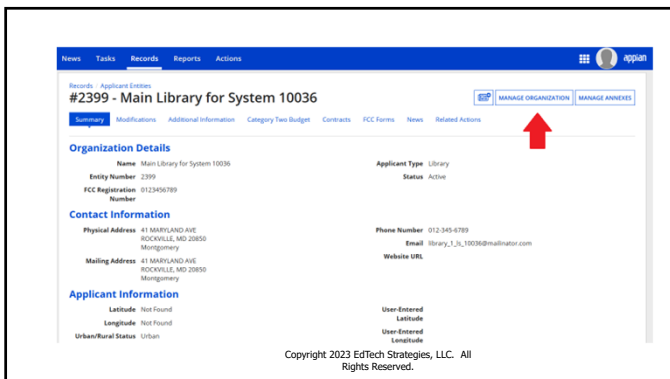 News Tasks Records Reports Actions appian
Records / Applicant Entities
#2399 - Main Library for System 10036
MANAGE ORGANIZATION MANAGE ANNEXES
Summary Modifications Additional Information Category Two Budget Contracts FCC Forms News Related Actions
Organization Details
Name Main Library for System 10036 Applicant Type Library
Entity Number 2399 Status Active
FCC Registration Number 0123456789
Contact Information
Physical Address 41 MARYLAND AVE Phone Number 012-345-6789
ROCKVILLE, MD 20850 Email library_1_ls_10036@mailinator.com
Montgomery Website URL
Mailing Address 41 MARYLAND AVE
ROCKVILLE, MD 20850
Montgomery
Applicant Information
Latitude Not Found User-Entered Latitude
Longitude Not Found User-Entered Longitude
Urban/Rural Status Urban
Copyright 2023 EdTech Strategies, LLC. All
Rights Reserved.